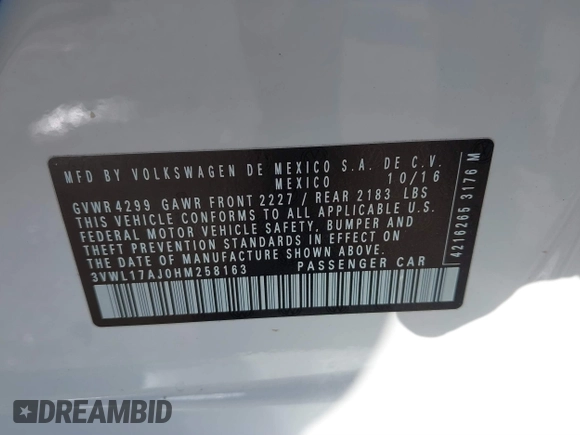 MFD BY VOLKSWAGEN DE MEXICO S.A. DE C.V.
MEXICO 10/16
GVWR 4299 GAWR FRONT 2227 / REAR 2183 LBS
THIS VEHICLE CONFORMS TO ALL APPLICABLE U.S.
FEDERAL MOTOR VEHICLE SAFETY, BUMPER AND
THEFT PREVENTION STANDARDS IN EFFECT ON
THE DATE OF MANUFACTURE SHOWN ABOVE.
3VWL17AJ0HM258163 PASSENGER CAR
4216265 3176 M
DREAMBID